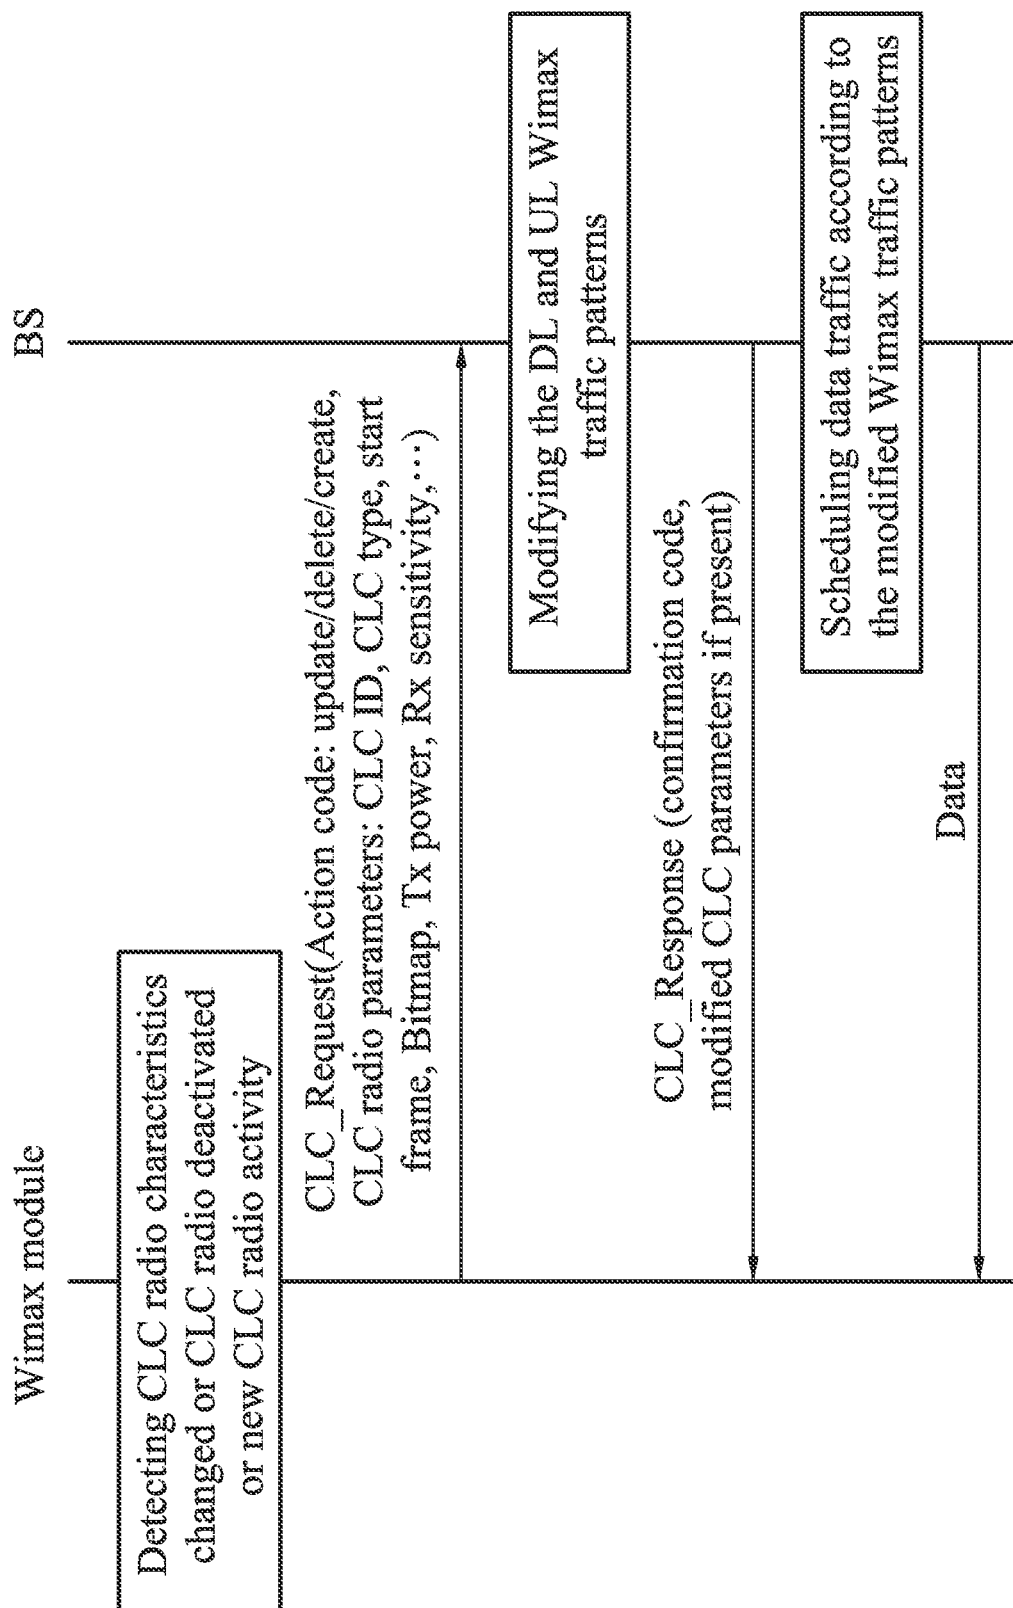 Wimax module
BS
Detecting CLC radio characteristics
changed or CLC radio deactivated
or new CLC radio activity
CLC_Request(Action code: update/delete/create,
CLC radio parameters: CLC ID, CLC type, start
frame, Bitmap, Tx power, Rx sensitivity,⋯)
Modifying the DL and UL Wimax
traffic patterns
CLC_Response (confirmation code,
modified CLC parameters if present)
Scheduling data traffic according to
the modified Wimax traffic patterns
Data